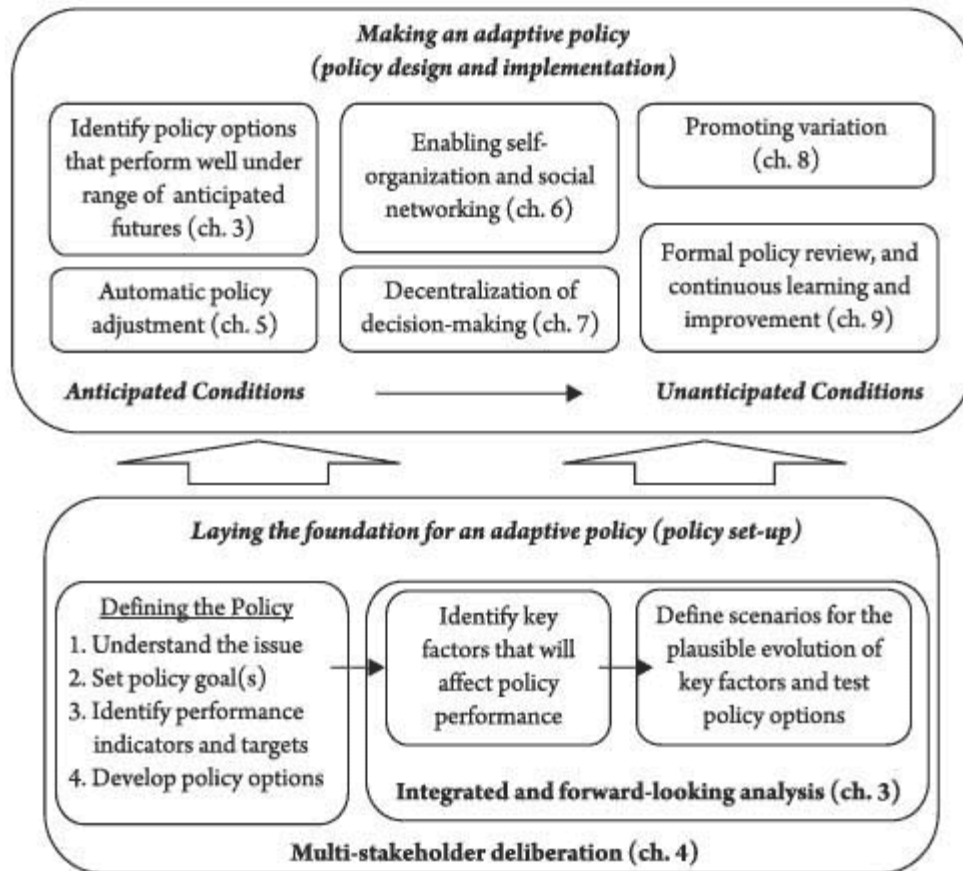 Making an adaptive policy
(policy design and implementation)
Identify policy options
that perform well under
range of anticipated
futures (ch. 3)
Enabling self-
organization and social
networking (ch. 6)
Promoting variation
(ch. 8)
Automatic policy
adjustment (ch. 5)
Decentralization of
decision-making (ch. 7)
Formal policy review, and
continuous learning and
improvement (ch. 9)
Anticipated Conditions
Unanticipated Conditions
Laying the foundation for an adaptive policy (policy set-up)
Defining the Policy
1. Understand the issue
2. Set policy goal(s)
3. Identify performance
indicators and targets
4. Develop policy options
Identify key
factors that will
affect policy
performance
Define scenarios for the
plausible evolution of
key factors and test
policy options
Integrated and forward-looking analysis (ch. 3)
Multi-stakeholder deliberation (ch. 4)